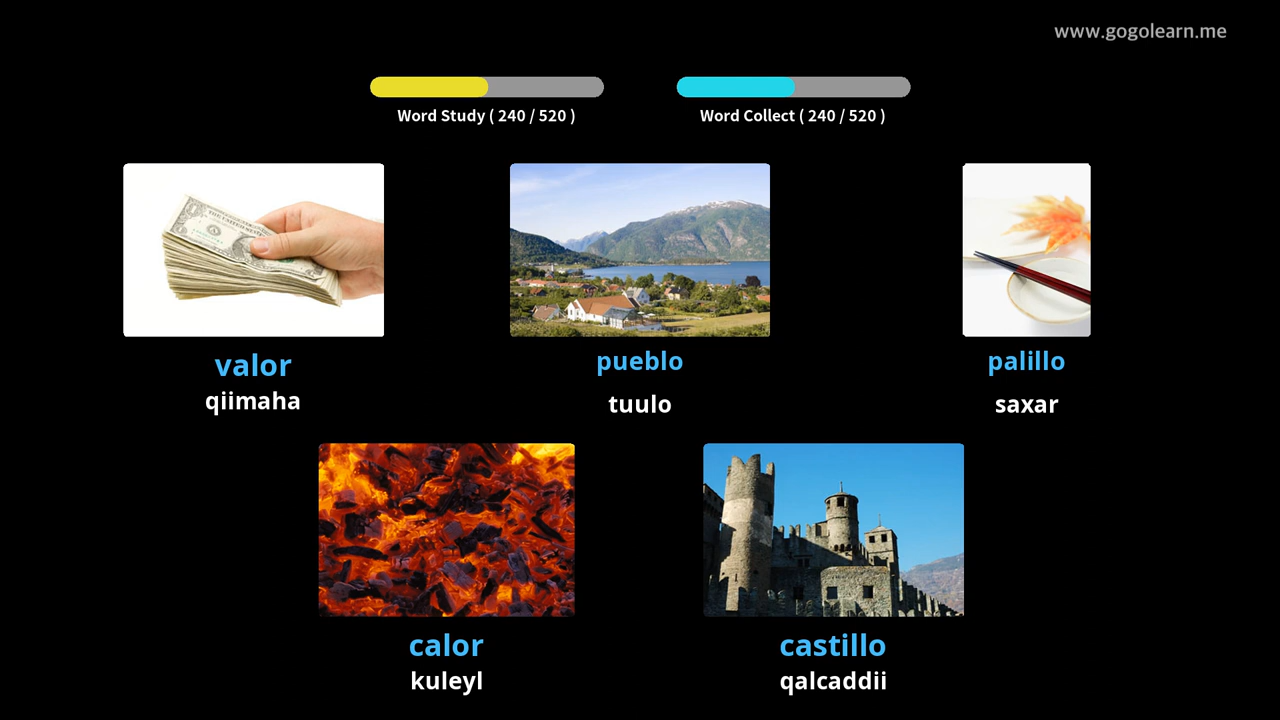 www.gogolearn.me
Word Study ( 240 / 520 )
Word Collect ( 240 / 520 )
valor
qiimaha
pueblo
tuulo
palillo
saxar
calor
kuleyl
castillo
qalcaddii